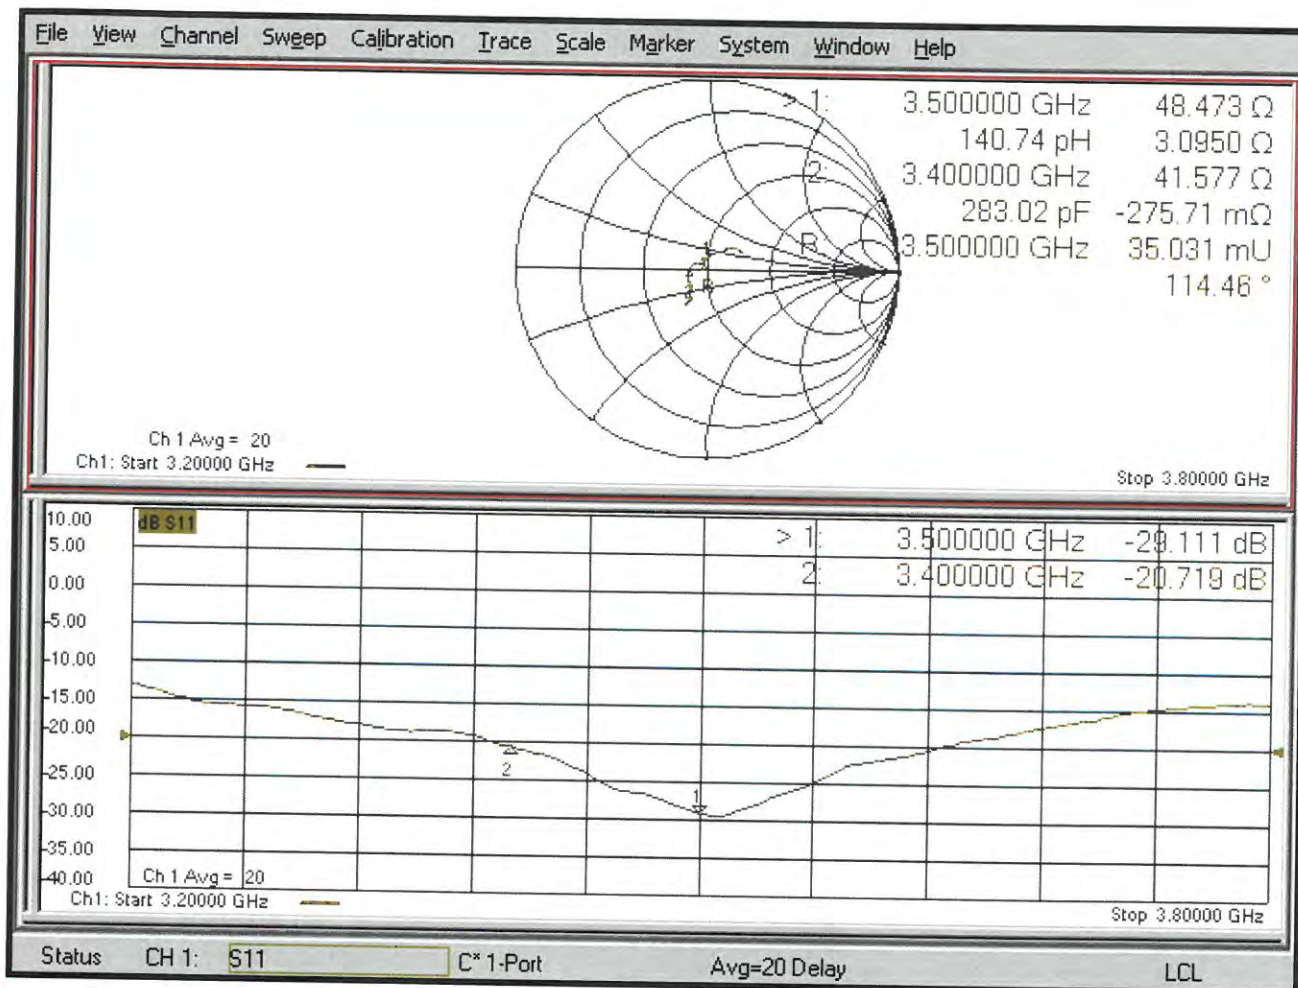 File View Channel Sweep Calibration Trace Scale Marker System Window Help
> 1: 3.500000 GHz 48.473 Ω
140.74 pH 3.0950 Ω
2: 3.400000 GHz 41.577 Ω
283.02 pF -275.71 mΩ
R 3.500000 GHz 35.031 mU
114.46 °
Ch 1 Avg = 20
Ch1: Start 3.20000 GHz
Stop 3.80000 GHz
10.00
dB S11
> 1: 3.500000 GHz -29.111 dB
5.00
2: 3.400000 GHz -20.719 dB
0.00
-5.00
-10.00
-15.00
-20.00
2
-25.00
1
-30.00
-35.00
-40.00
Ch 1 Avg = 20
Ch1: Start 3.20000 GHz
Stop 3.80000 GHz
Status CH 1: S11 C* 1-Port Avg=20 Delay LCL